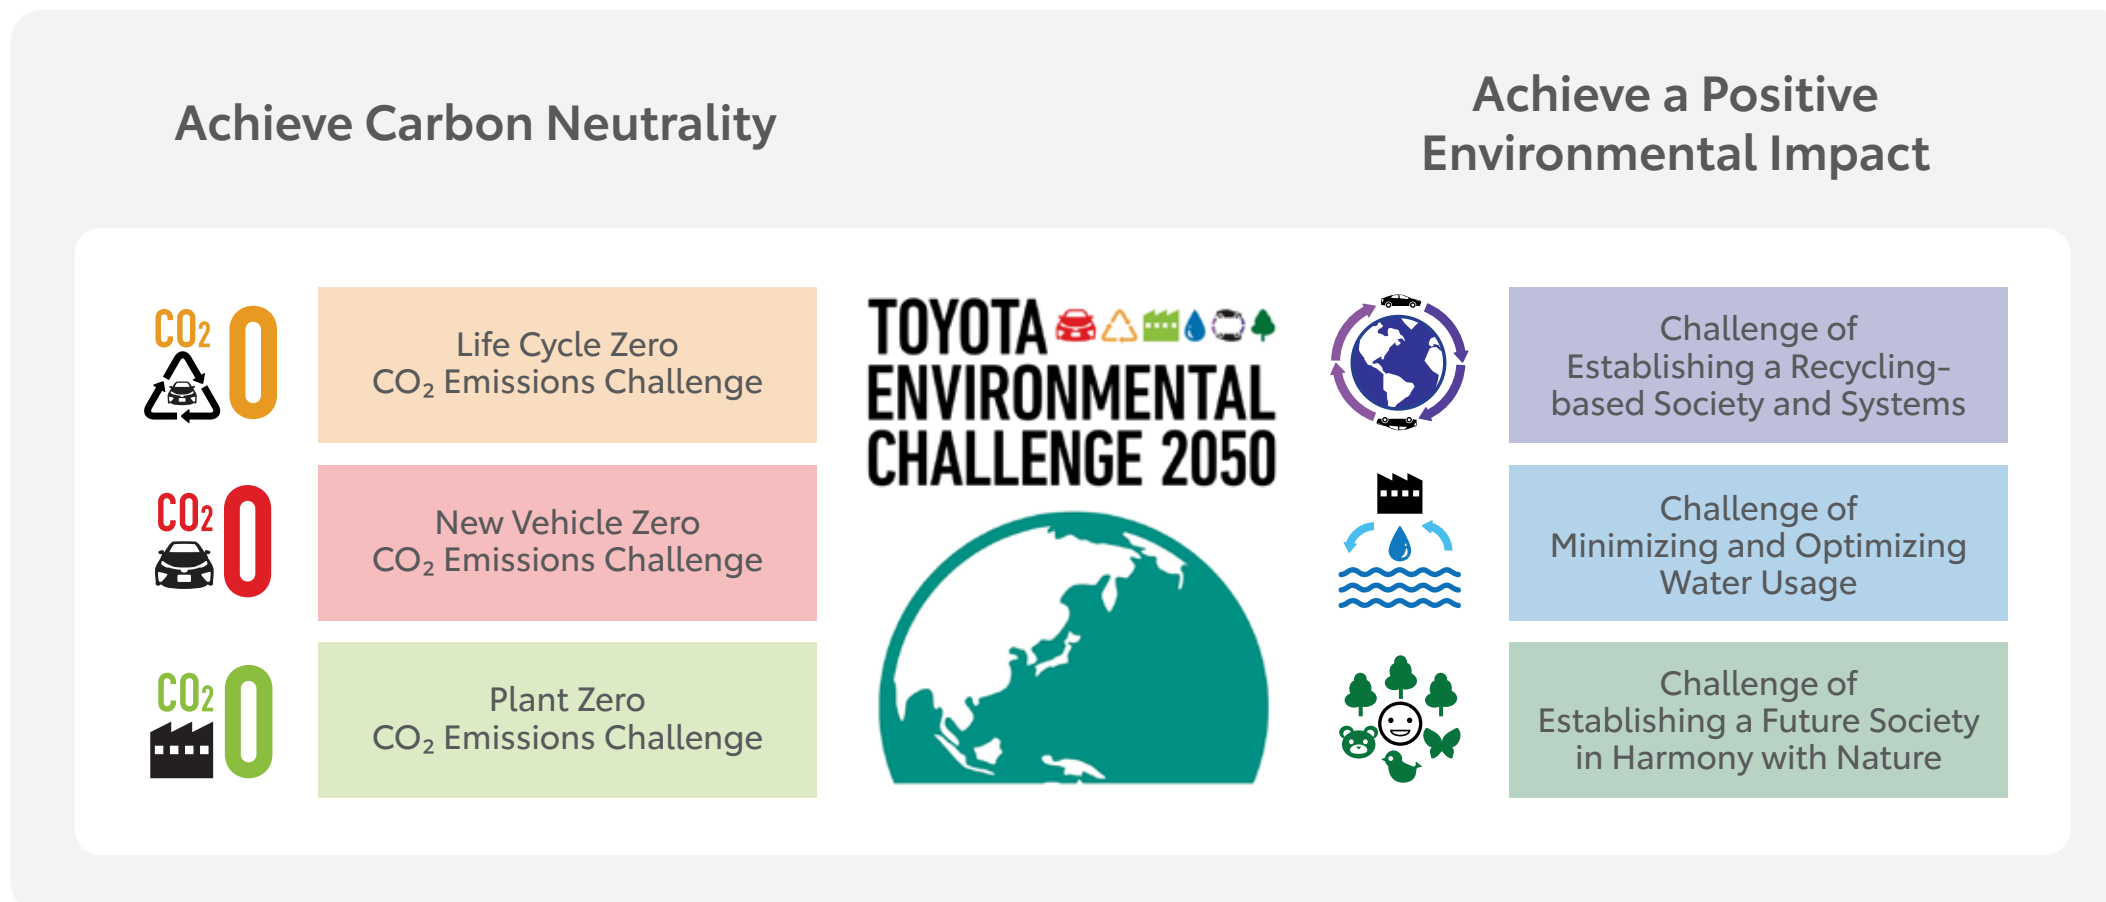 Achieve Carbon Neutrality
Achieve a Positive
Environmental Impact
CO₂ 0
Life Cycle Zero
CO₂ Emissions Challenge
CO₂ 0
New Vehicle Zero
CO₂ Emissions Challenge
CO₂ 0
Plant Zero
CO₂ Emissions Challenge
TOYOTA
ENVIRONMENTAL
CHALLENGE 2050
Challenge of
Establishing a Recycling-
based Society and Systems
Challenge of
Minimizing and Optimizing
Water Usage
Challenge of
Establishing a Future Society
in Harmony with Nature